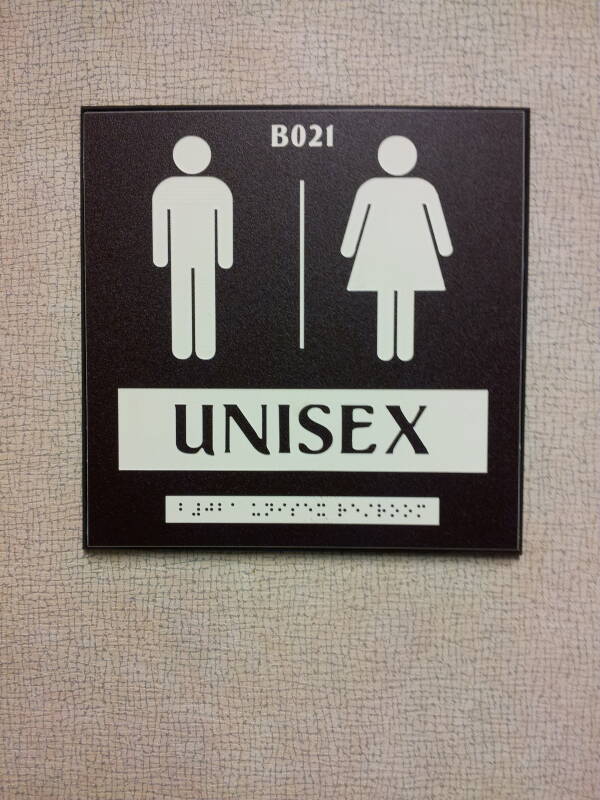 B021
UNISEX
⠃⠼⠚⠃⠁ ⠥⠝⠊⠎⠑⠭ ⠗⠑⠎⠞⠗⠕⠕⠍